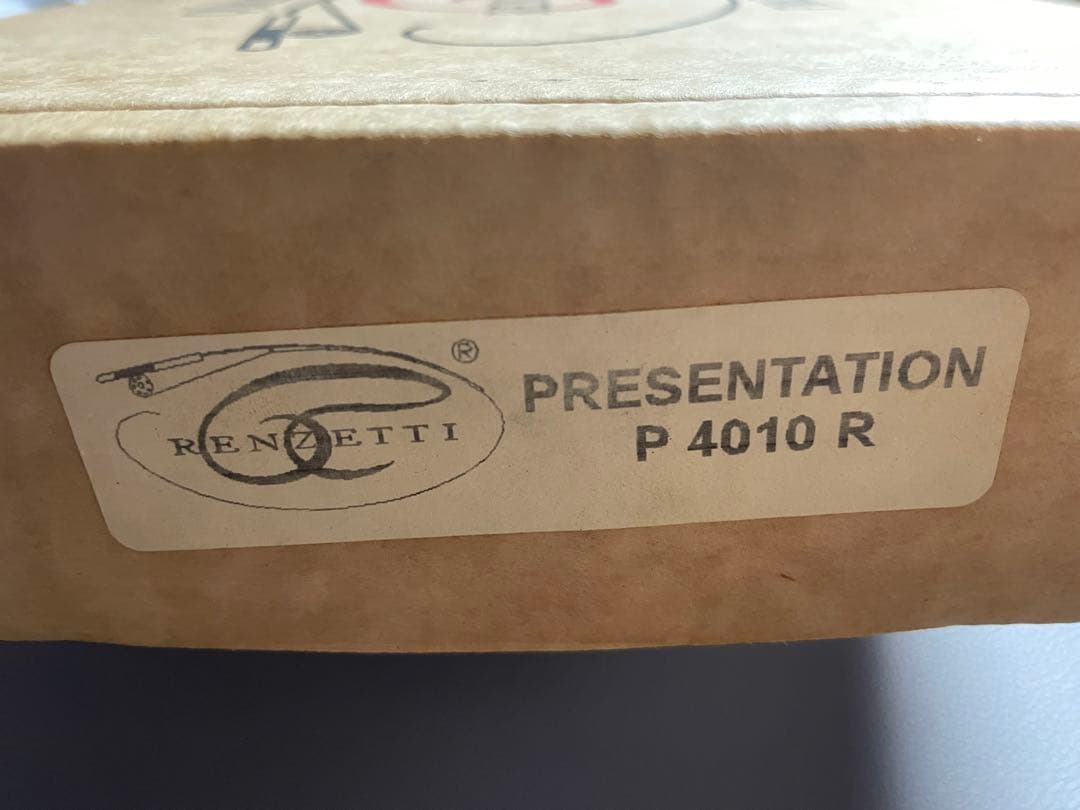 RENZETTI ®
PRESENTATION
P 4010 R